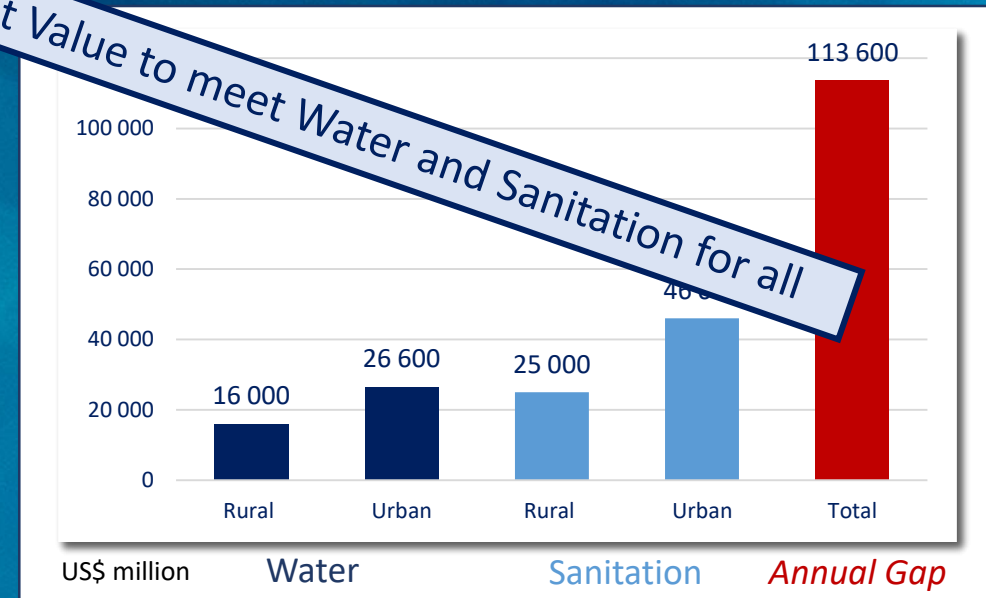 t Value to meet Water and Sanitation for all
113 600
100 000
80 000
60 000
40 000
20 000
0
16 000
26 600
25 000
46
Rural
Urban
Rural
Urban
Total
US$ million
Water
Sanitation
Annual Gap